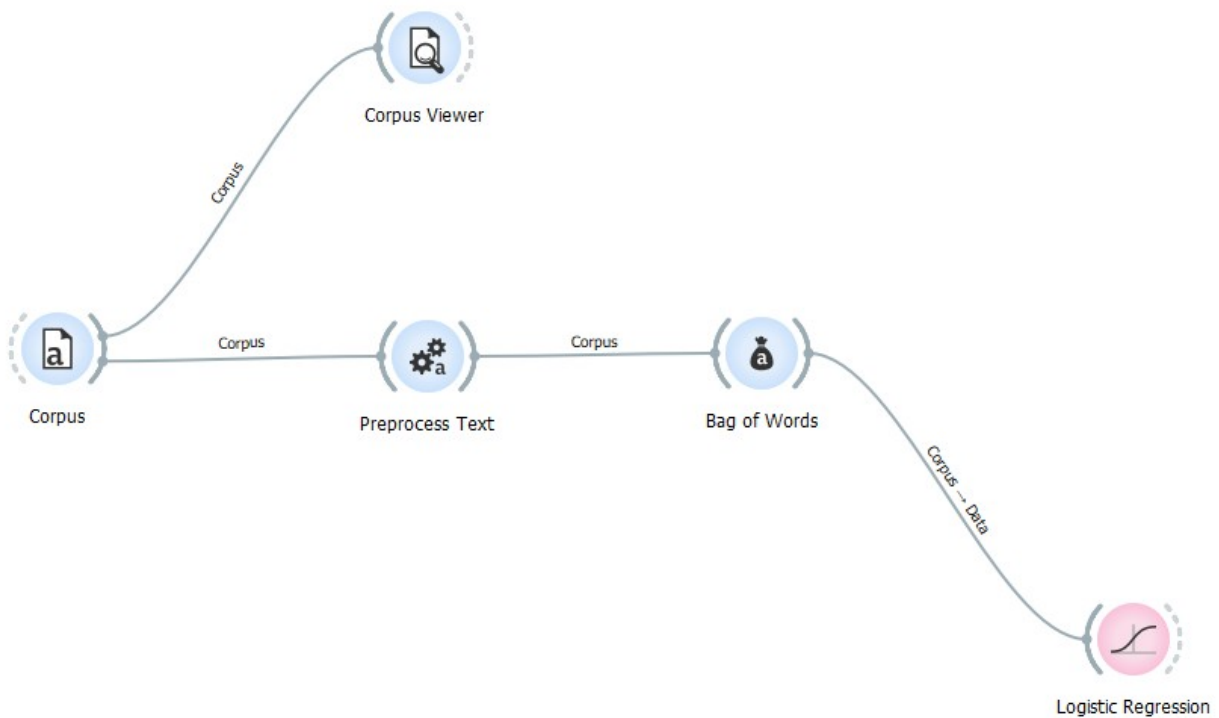 Corpus Viewer
Corpus
Corpus
Corpus
a
Corpus
a
Preprocess Text
a
Bag of Words
Corpus → Data
Logistic Regression